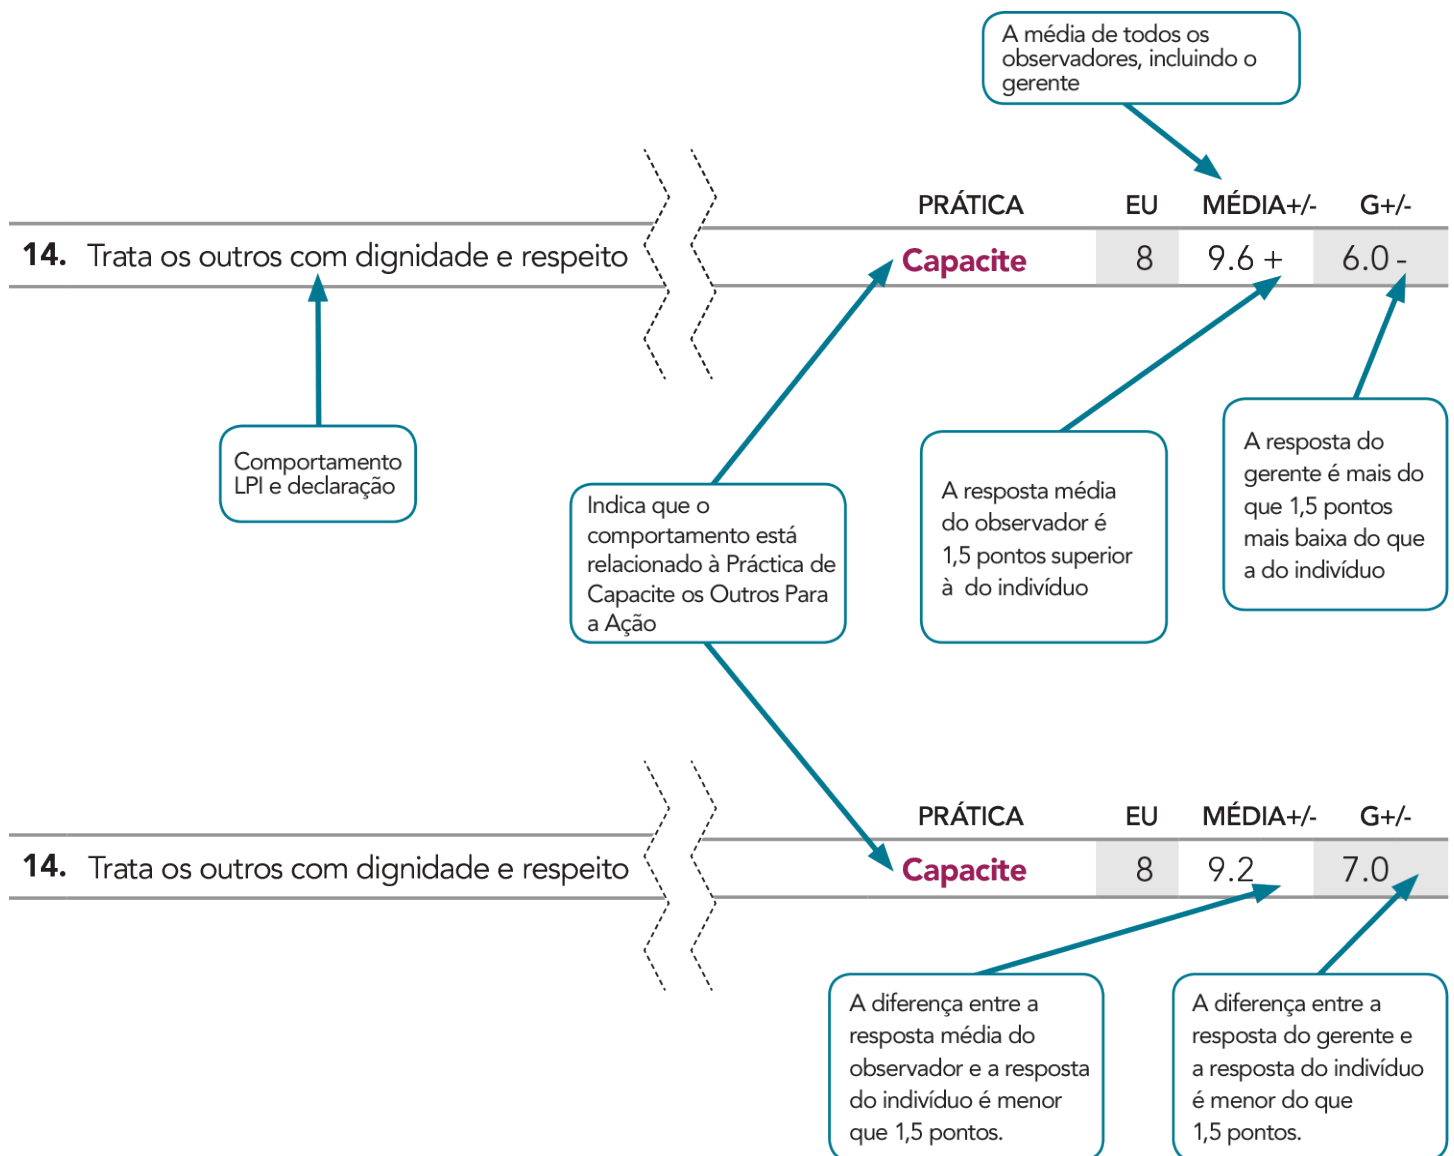 A média de todos os
observadores, incluindo o
gerente
PRÁTICA EU MÉDIA+/- G+/-
14. Trata os outros com dignidade e respeito Capacite 8 9.6 + 6.0 -
Comportamento
LPI e declaração
Indica que o
comportamento está
relacionado à Práctica de
Capacite os Outros Para
a Ação
A resposta média
do observador é
1,5 pontos superior
à do indivíduo
A resposta do
gerente é mais do
que 1,5 pontos
mais baixa do que
a do indivíduo
PRÁTICA EU MÉDIA+/- G+/-
14. Trata os outros com dignidade e respeito Capacite 8 9.2 7.0
A diferença entre a
resposta média do
observador e a resposta
do indivíduo é menor
que 1,5 pontos.
A diferença entre a
resposta do gerente e
a resposta do indivíduo
é menor do que
1,5 pontos.